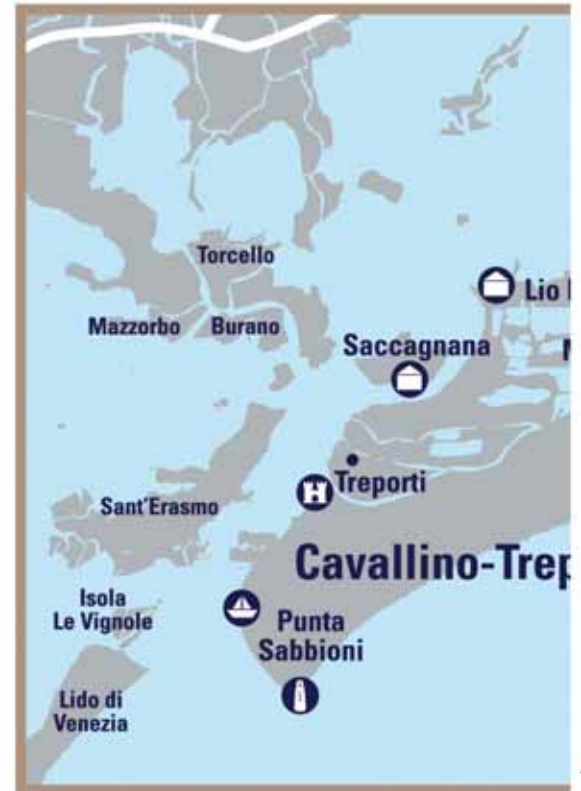 Torcello
Mazzorbo
Burano
Lio
Saccagnana
Treporti
Sant'Erasmo
Cavallino-Trep
Isola
Le Vignole
Punta
Sabbioni
Lido di
Venezia